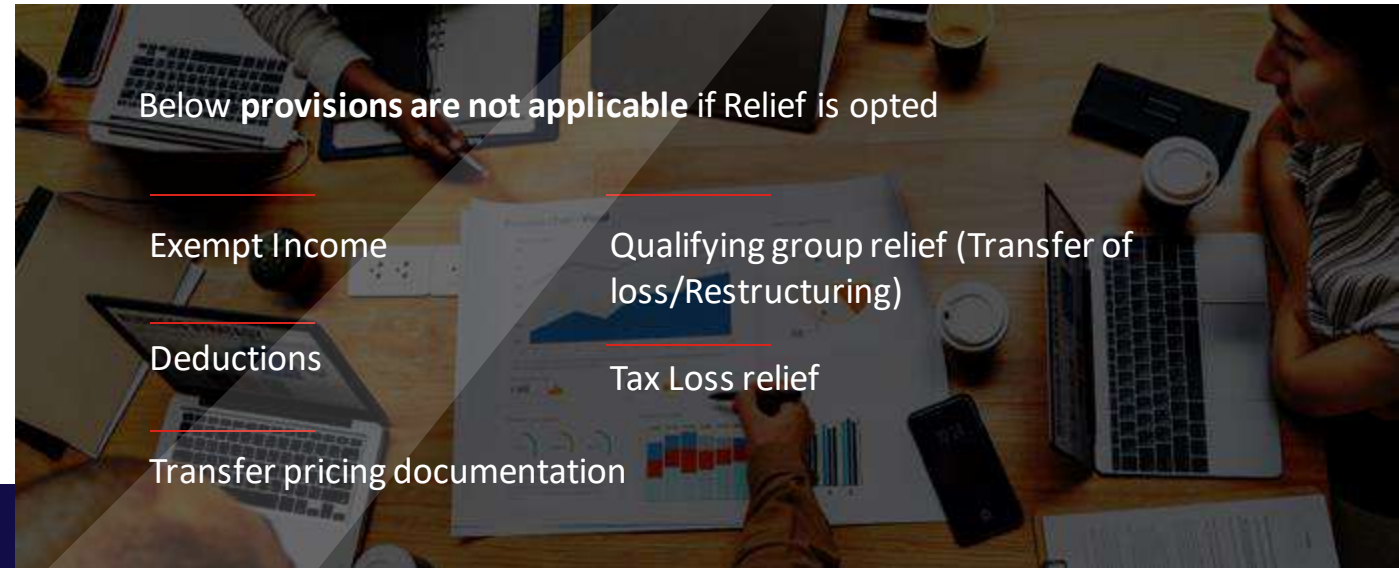 Below provisions are not applicable if Relief is opted
Exempt Income
Deductions
Transfer pricing documentation
Qualifying group relief (Transfer of
loss/Restructuring)
Tax Loss relief